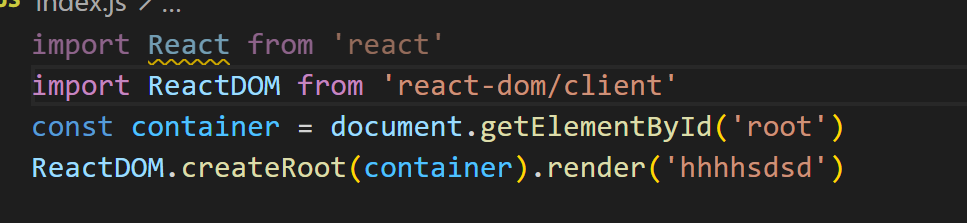 index.js > ...
import React from 'react'
import ReactDOM from 'react-dom/client'
const container = document.getElementById('root')
ReactDOM.createRoot(container).render('hhhhsdsd')